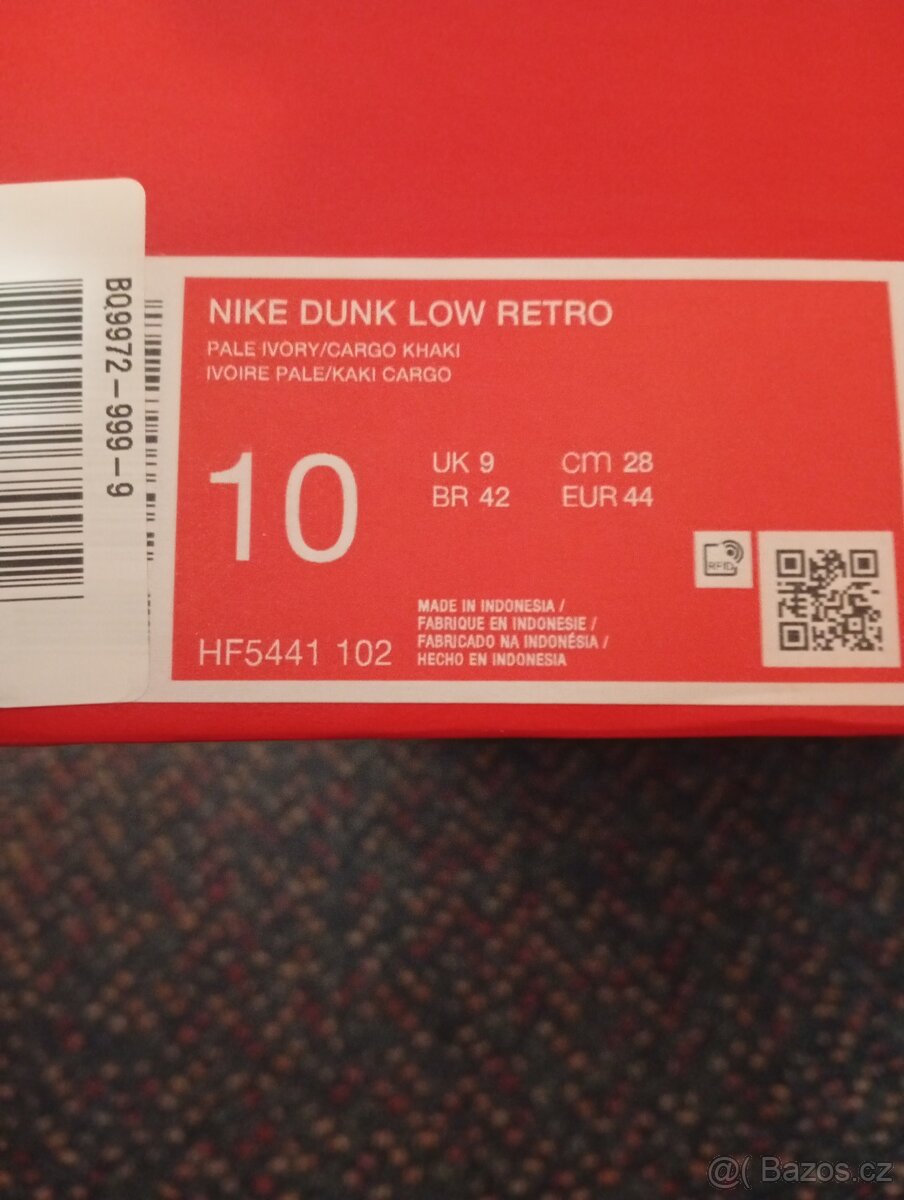 BQ9972-999-9
NIKE DUNK LOW RETRO
PALE IVORY/CARGO KHAKI
IVOIRE PALE/KAKI CARGO
10
UK 9
cm 28
BR 42
EUR 44
RFID
MADE IN INDONESIA /
FABRIQUE EN INDONESIE /
FABRICADO NA INDONÉSIA /
HECHO EN INDONESIA
HF5441 102
@( Bazos.cz